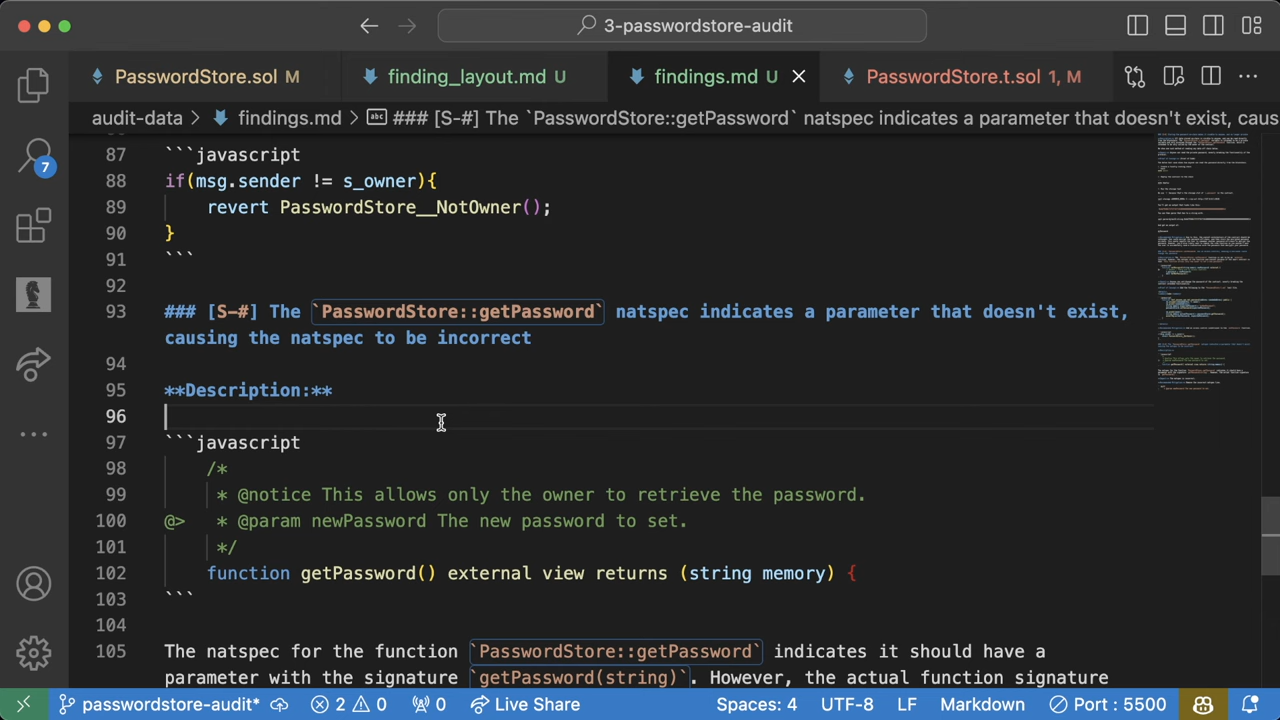 3-passwordstore-audit
PasswordStore.sol M
finding_layout.md U
findings.md U
PasswordStore.t.sol 1, M
audit-data > findings.md > ### [S-#] The `PasswordStore::getPassword` natspec indicates a parameter that doesn't exist, caus
7
87 ```javascript
88 if(msg.sender != s_owner){
89 revert PasswordStore__NotOwner();
90 }
91 ```
92
93 ### [S-#] The `PasswordStore::getPassword` natspec indicates a parameter that doesn't exist,
causing the natspec to be incorrect
94
95 **Description:**
96
97 ```javascript
98 /*
99 * @notice This allows only the owner to retrieve the password.
100 @> * @param newPassword The new password to set.
101 */
102 function getPassword() external view returns (string memory) {
103 ```
104
105 The natspec for the function `PasswordStore::getPassword` indicates it should have a
parameter with the signature `getPassword(string)`. However, the actual function signature
passwordstore-audit* 2 0 0 Live Share Spaces: 4 UTF-8 LF Markdown Port : 5500